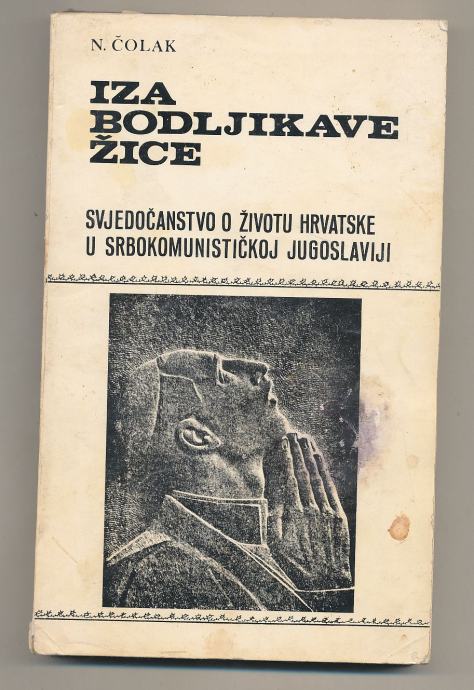 N. ČOLAK
IZA
BODLJIKAVE
ŽICE
SVJEDOČANSTVO O ŽIVOTU HRVATSKE
U SRBOKOMUNISTIČKOJ JUGOSLAVIJI